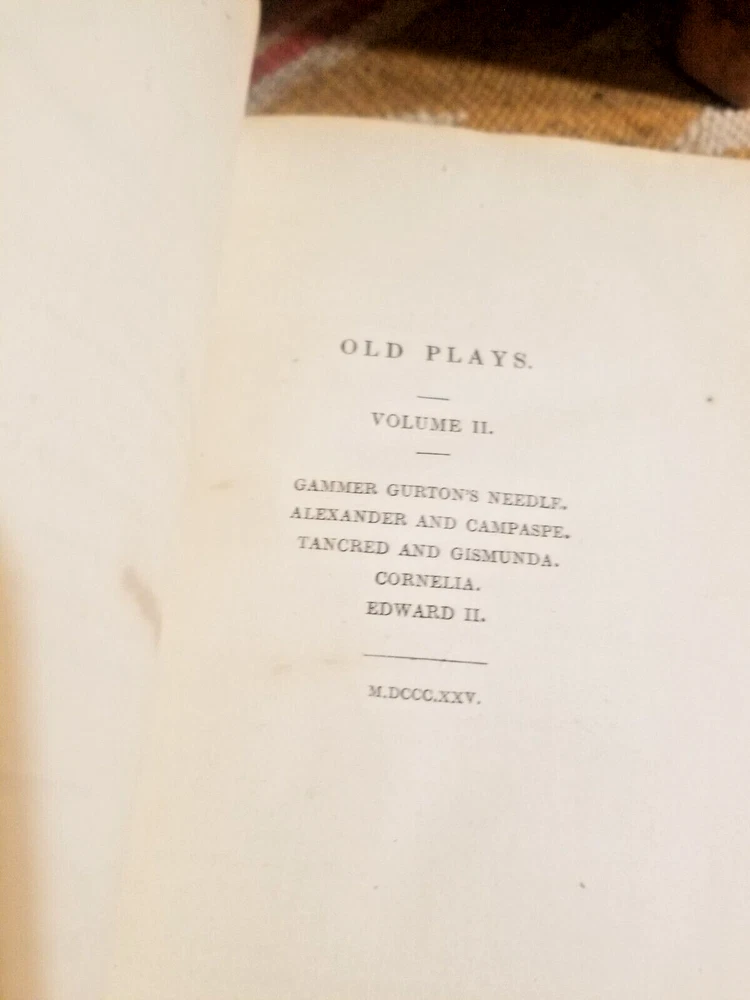 OLD PLAYS.
VOLUME II.
GAMMER GURTON'S NEEDLE.
ALEXANDER AND CAMPASPE.
TANCRED AND GISMUNDA.
CORNELIA.
EDWARD II.
M.DCCC.XXV.